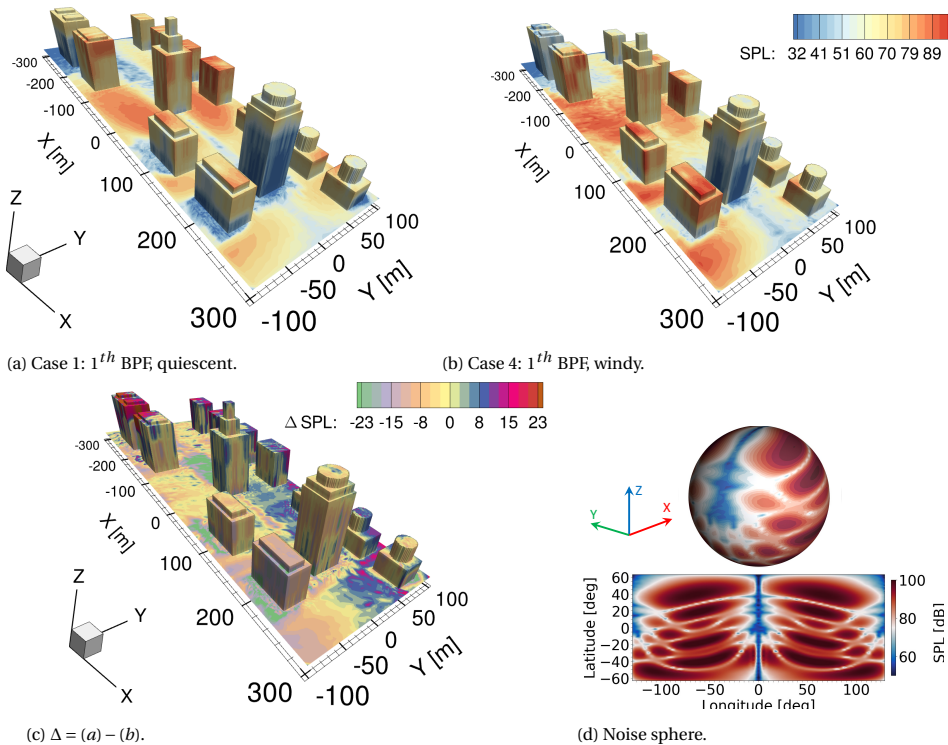 SPL: 32 41 51 60 70 79 89
-300
-200
-100
0
100
200
300
X [m]
-100
-50
0
50
100
Y [m]
Z
Y
X
-300
-200
-100
0
100
200
300
X [m]
-100
-50
0
50
100
Y [m]
(a) Case 1: 1th BPF, quiescent.
(b) Case 4: 1th BPF, windy.
Δ SPL: -23 -15 -8 0 8 15 23
-300
-200
-100
0
100
200
300
X [m]
-100
-50
0
50
100
Y [m]
Z
Y
X
Z
Y
X
60
40
20
0
−20
−40
−60
Latitude [deg]
−100 −50 0 50 100
Longitude [deg]
100
80
60
SPL [dB]
(c) Δ = (a) − (b).
(d) Noise sphere.